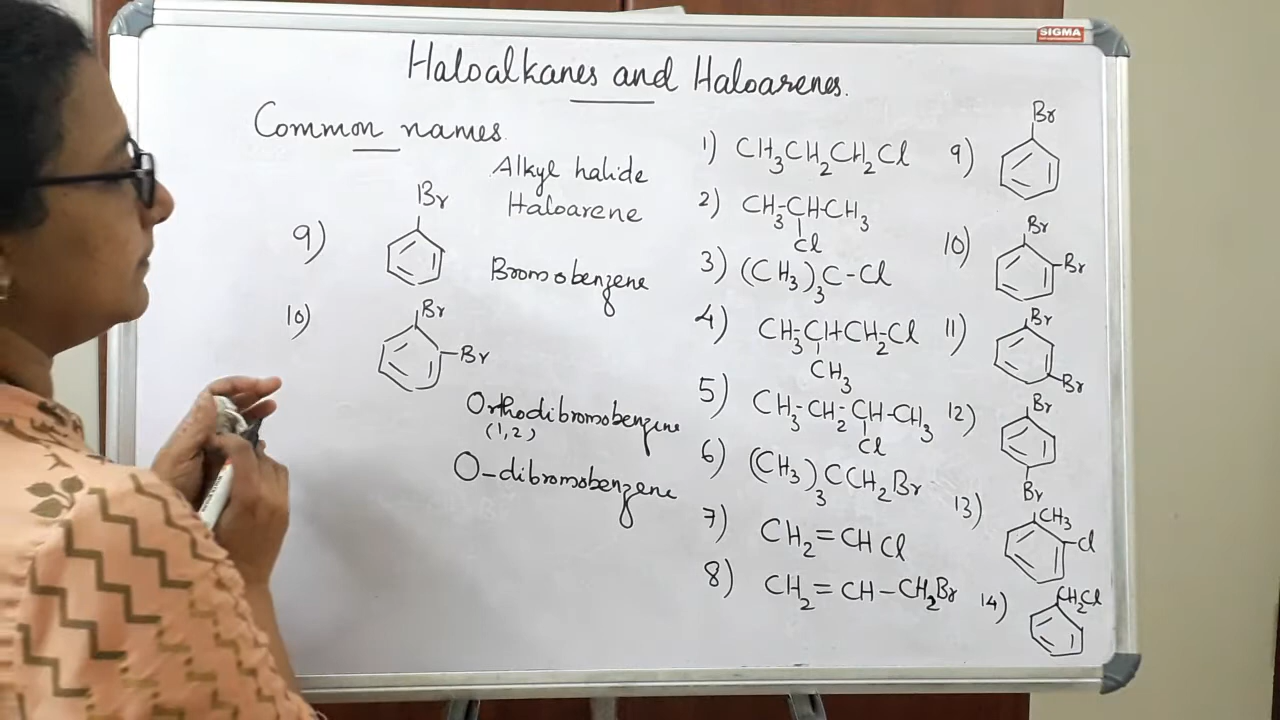 SIGMA
Haloalkanes and Haloarenes.
Common names.
Alkyl halide
Haloarene
9)
Br
Bromobenzene
10)
Br
Br
Orthodibromobenzene
(1,2)
O-dibromobenzene
1) CH3CH2CH2Cl
2) CH3-CH-CH3
Cl
3) (CH3)3C-Cl
4) CH3-CHCH2-Cl
CH3
5) CH3-CH2-CH-CH3
Cl
6) (CH3)3CCH2Br
7) CH2=CHCl
8) CH2=CH-CH2Br
9)
Br
10)
Br
Br
11)
Br
Br
12)
Br
Br
13)
CH3
Cl
14)
CH2Cl